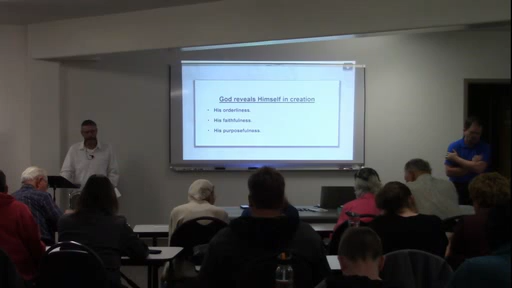 God reveals Himself in creation
• His orderliness
• His faithfulness
• His purposefulness